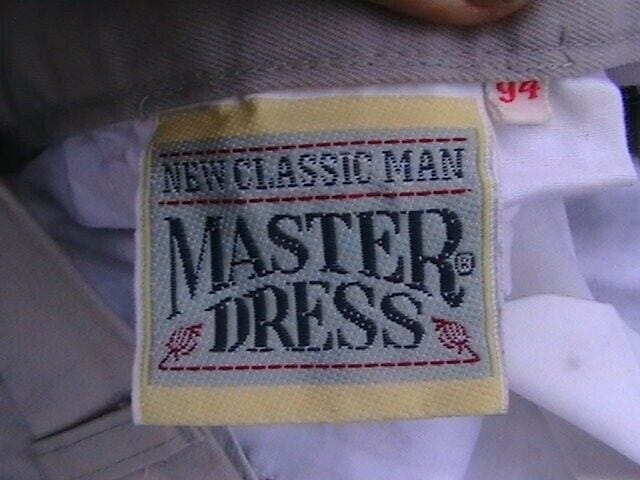 94
NEW CLASSIC MAN
MASTER®
DRESS